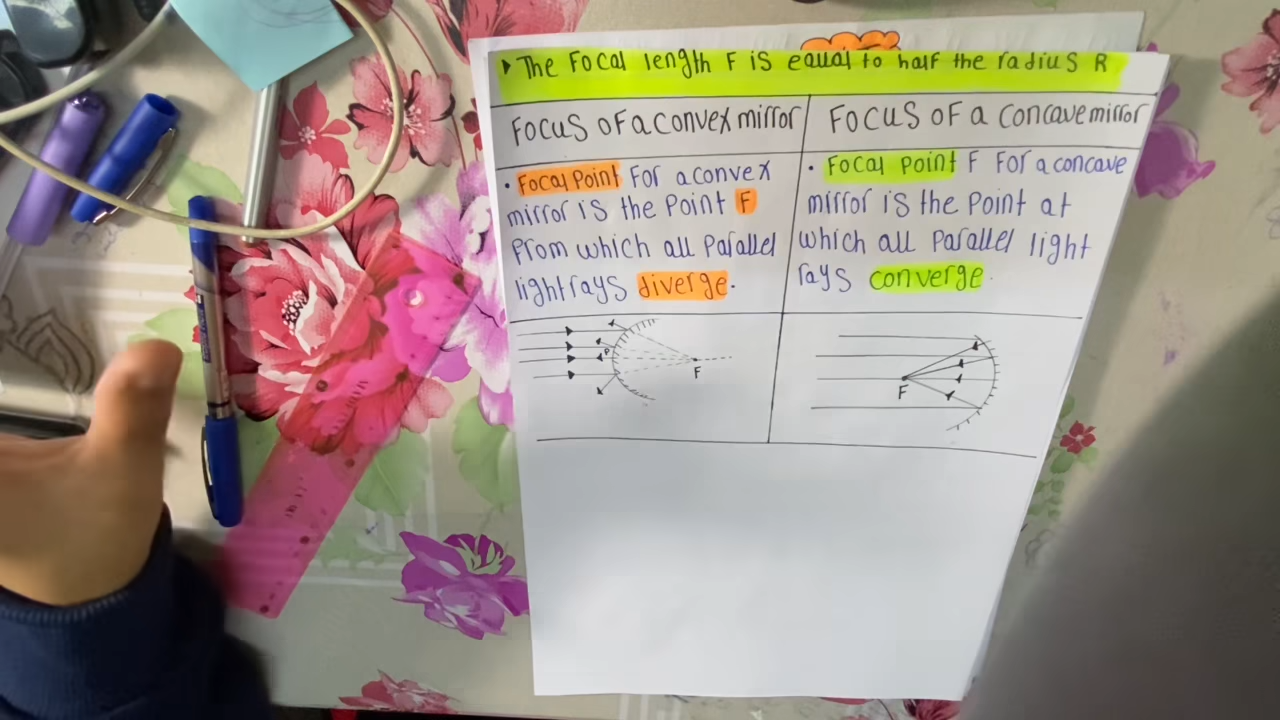 ▸ The Focal length F is equal to half the radius R
Focus of a convex mirror
Focus of a concave mirror
• Focal Point For a convex
mirror is the Point F
From which all Parallel
light rays diverge.
• Focal Point F For a concave
mirror is the Point at
which all Parallel light
rays converge.
P
F
F